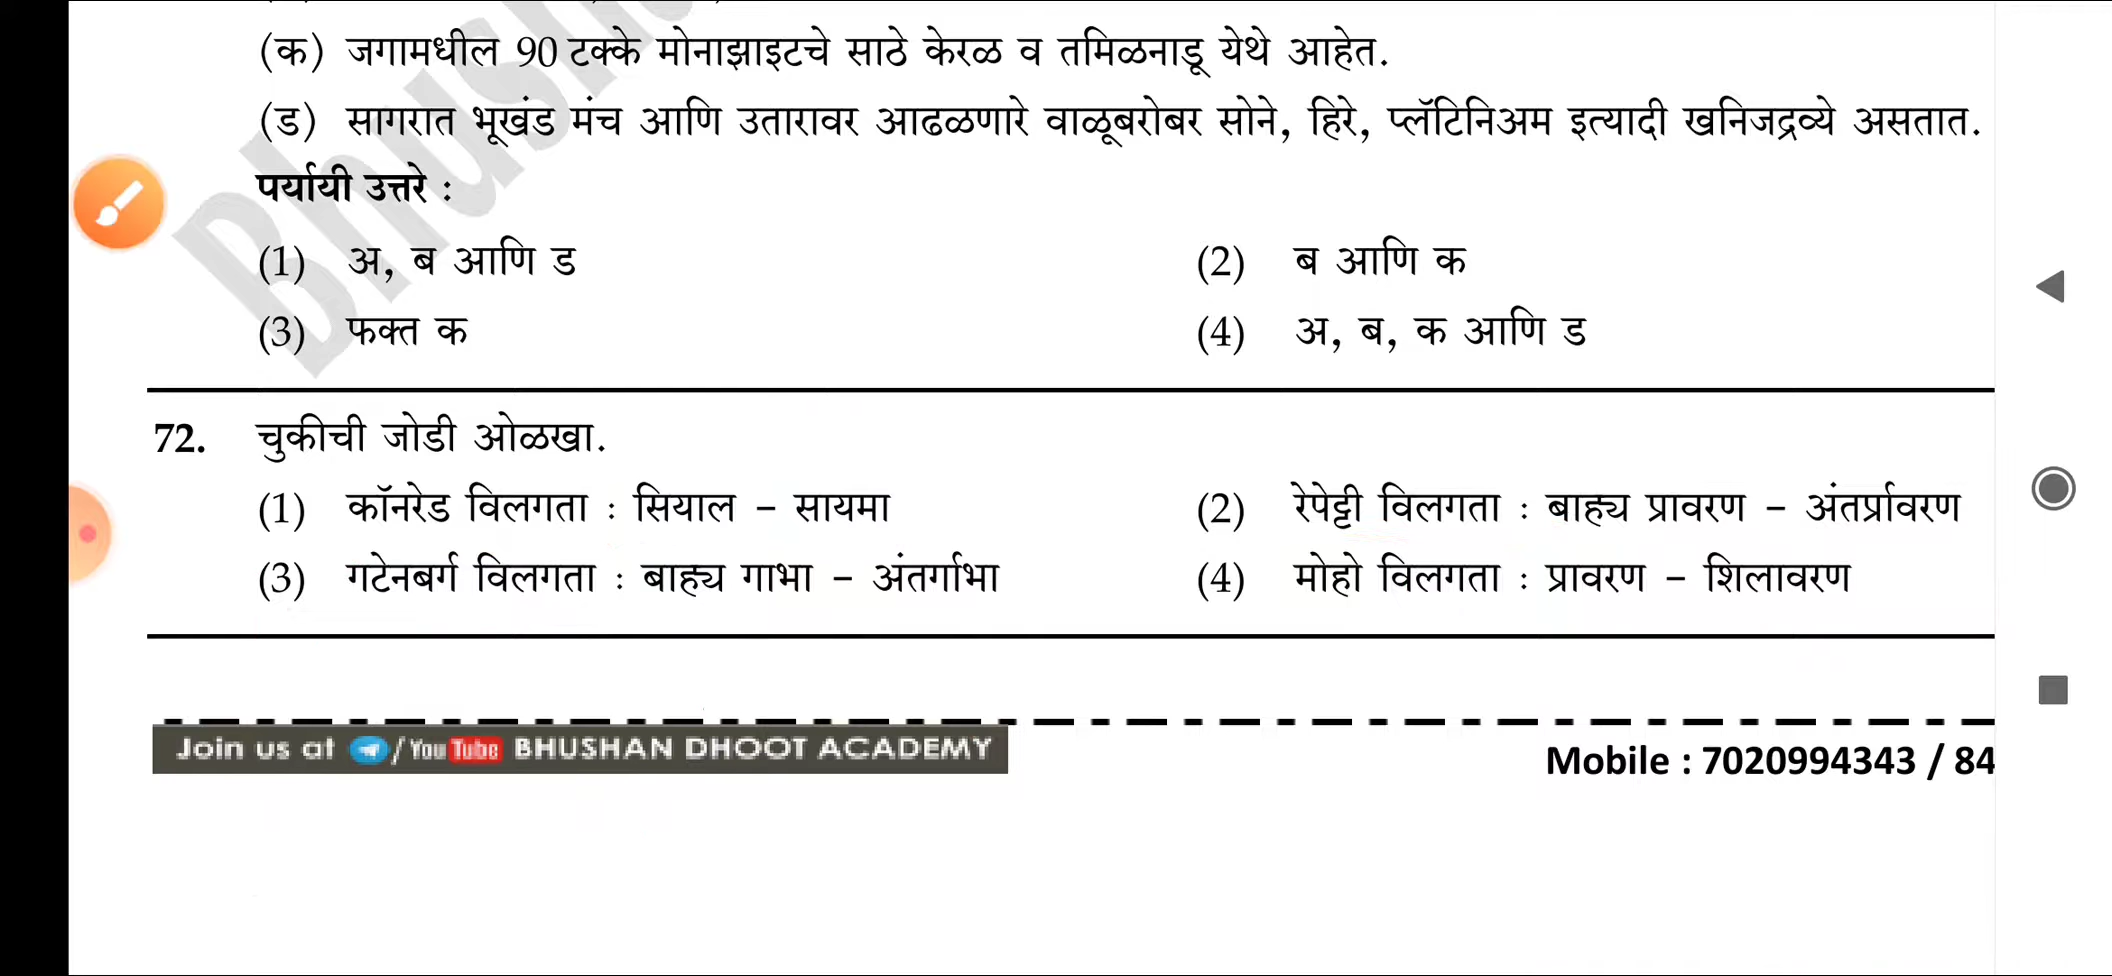 (क) जगामधील 90 टक्के मोनाझाइटचे साठे केरळ व तमिळनाडू येथे आहेत.
(ड) सागरात भूखंड मंच आणि उतारावर आढळणारे वाळूबरोबर सोने, हिरे, प्लॅटिनिअम इत्यादी खनिजद्रव्ये असतात.
पर्यायी उत्तरे :
(1) अ, ब आणि ड (2) ब आणि क
(3) फक्त क (4) अ, ब, क आणि ड
72. चुकीची जोडी ओळखा.
(1) कॉनरेड विलगता : सियाल – सायमा (2) रेपेट्टी विलगता : बाह्य प्रावरण – अंतर्प्रावरण
(3) गटेनबर्ग विलगता : बाह्य गाभा – अंतर्गाभा (4) मोहो विलगता : प्रावरण – शिलावरण
Join us at / YouTube BHUSHAN DHOOT ACADEMY
Mobile : 7020994343 / 84